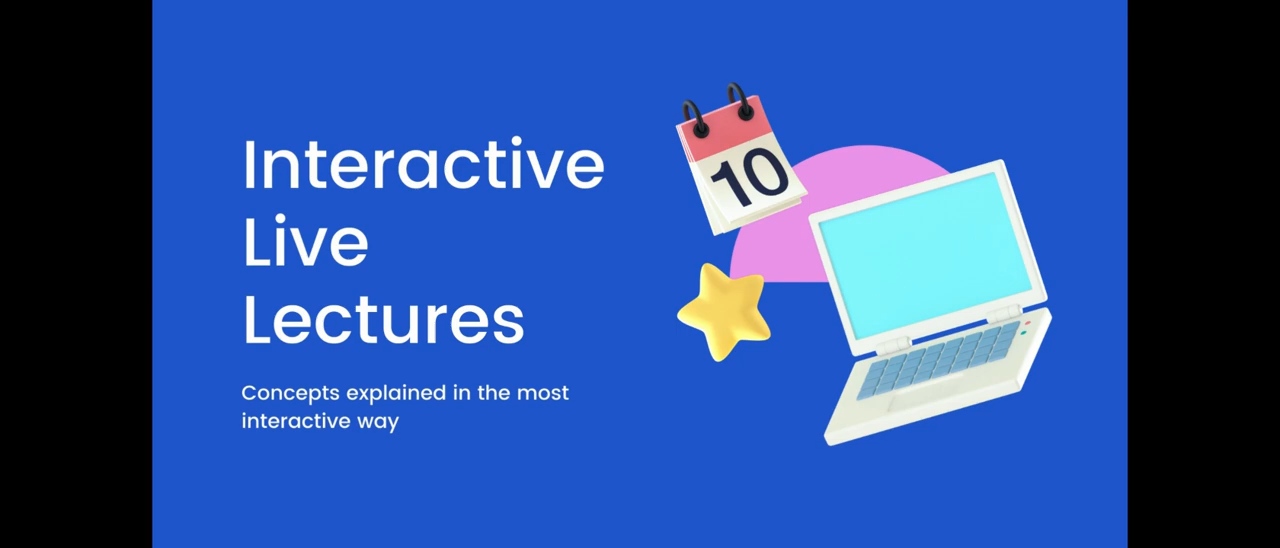 Interactive
Live
Lectures
Concepts explained in the most
interactive way
10